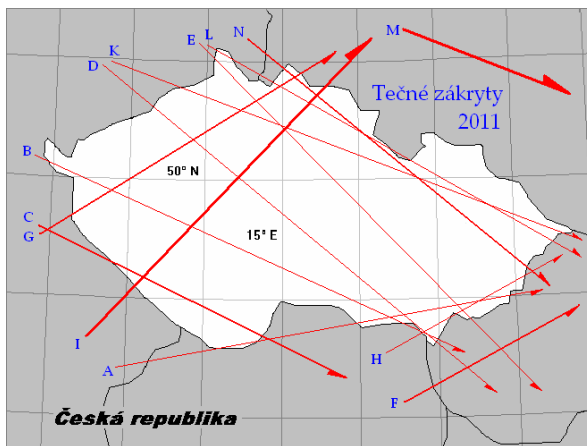 L
N
M
K
E
D
Tečné zákryty
2011
B
50° N
C
G
15° E
I
A
H
F
Česká republika